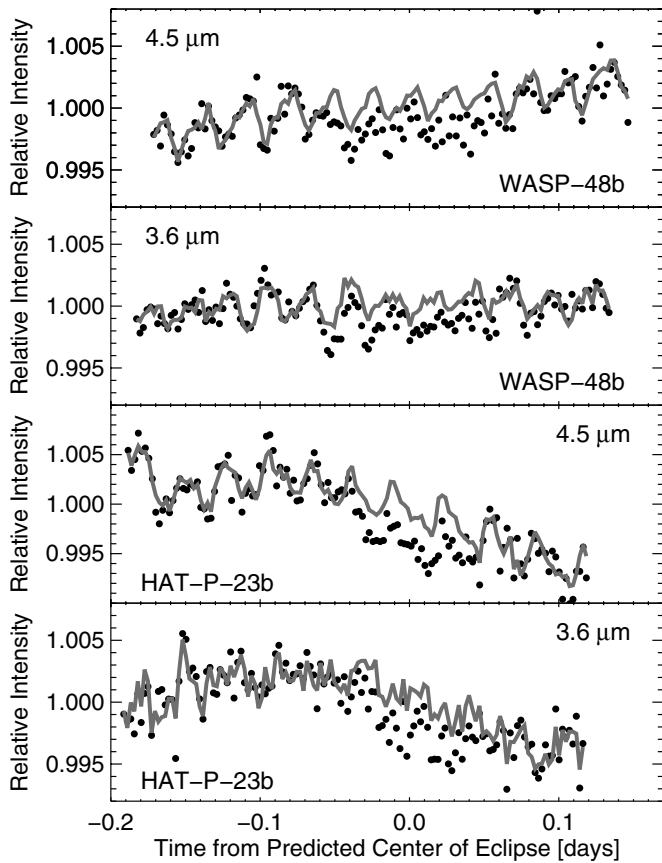 Relative Intensity
1.005
1.000
0.995
4.5 μm
WASP−48b
Relative Intensity
1.005
1.000
0.995
3.6 μm
WASP−48b
Relative Intensity
1.005
1.000
0.995
4.5 μm
HAT−P−23b
Relative Intensity
1.005
1.000
0.995
3.6 μm
HAT−P−23b
−0.2 −0.1 0.0 0.1
Time from Predicted Center of Eclipse [days]